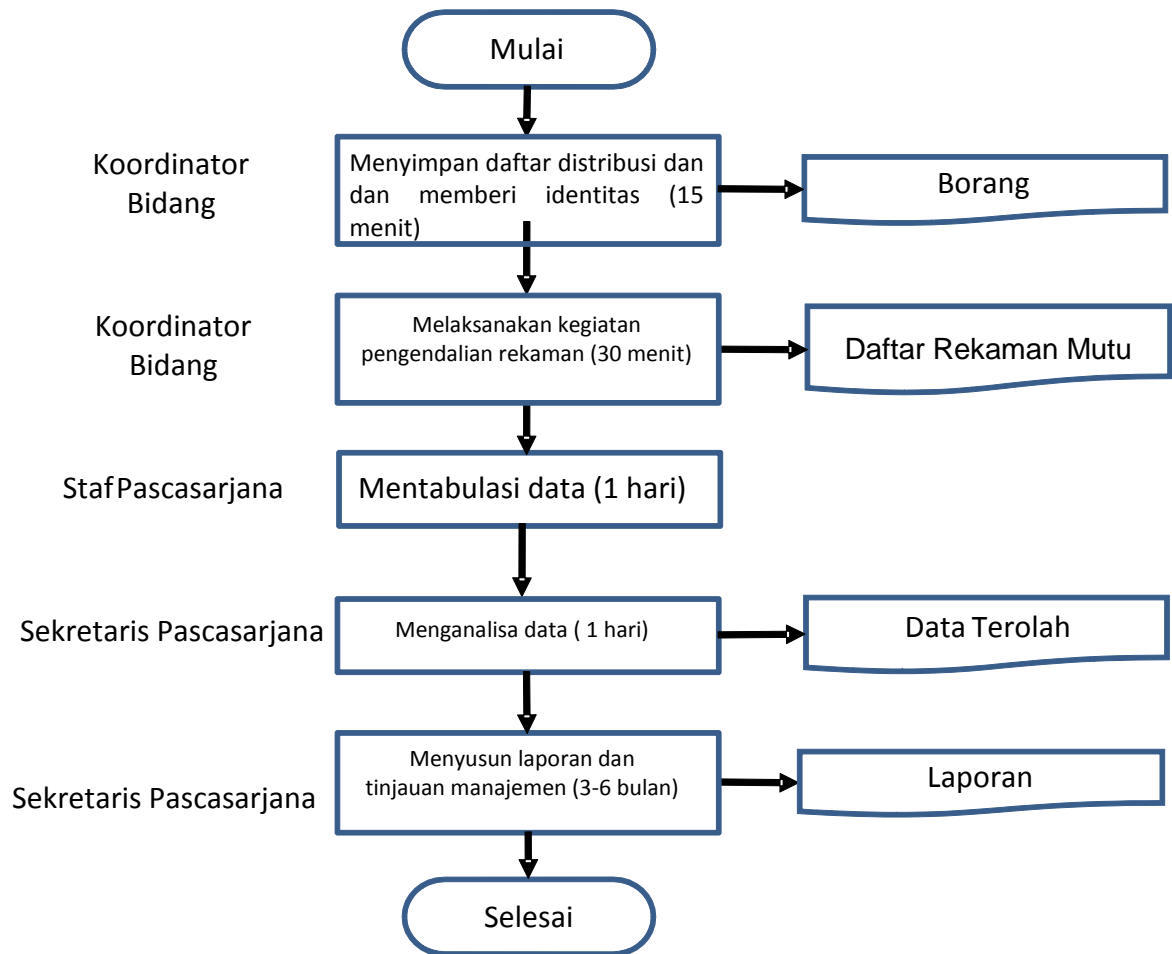 Mulai
Koordinator
Bidang
Menyimpan daftar distribusi dan
dan memberi identitas (15
menit)
Borang
Koordinator
Bidang
Melaksanakan kegiatan
pengendalian rekaman (30 menit)
Daftar Rekaman Mutu
Staf Pascasarjana
Mentabulasi data (1 hari)
Sekretaris Pascasarjana
Menganalisa data ( 1 hari)
Data Terolah
Sekretaris Pascasarjana
Menyusun laporan dan
tinjauan manajemen (3-6 bulan)
Laporan
Selesai